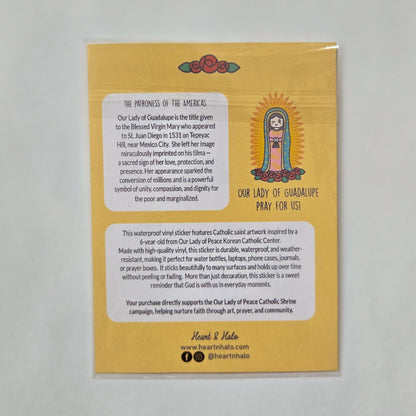 THE PATRONESS OF THE AMERICAS
Our Lady of Guadalupe is the title given
to the Blessed Virgin Mary who appeared
to St. Juan Diego in 1531 on Tepeyac
Hill, near Mexico City. She left her image
miraculously imprinted on his tilma —
a sacred sign of her love, protection, and
presence. Her appearance sparked the
conversion of millions and is a powerful
symbol of unity, compassion, and dignity for
the poor and marginalized.
OUR LADY OF GUADALUPE
PRAY FOR US!
This waterproof vinyl sticker features Catholic saint artwork inspired by a
6-year-old from Our Lady of Peace Korean Catholic Center.
Made with high-quality vinyl, this sticker is durable, waterproof, and weather-
resistant, making it perfect for water bottles, laptops, phone cases, journals,
or prayer boxes. It sticks beautifully to many surfaces and holds up over time
without peeling or fading. More than just decoration, this sticker is a sweet
reminder that God is with us in everyday moments.
Your purchase directly supports the Our Lady of Peace Catholic Shrine
campaign, helping nurture faith through art, prayer, and community.
Heart & Halo
www.heartnhalo.com
@heartnhalo